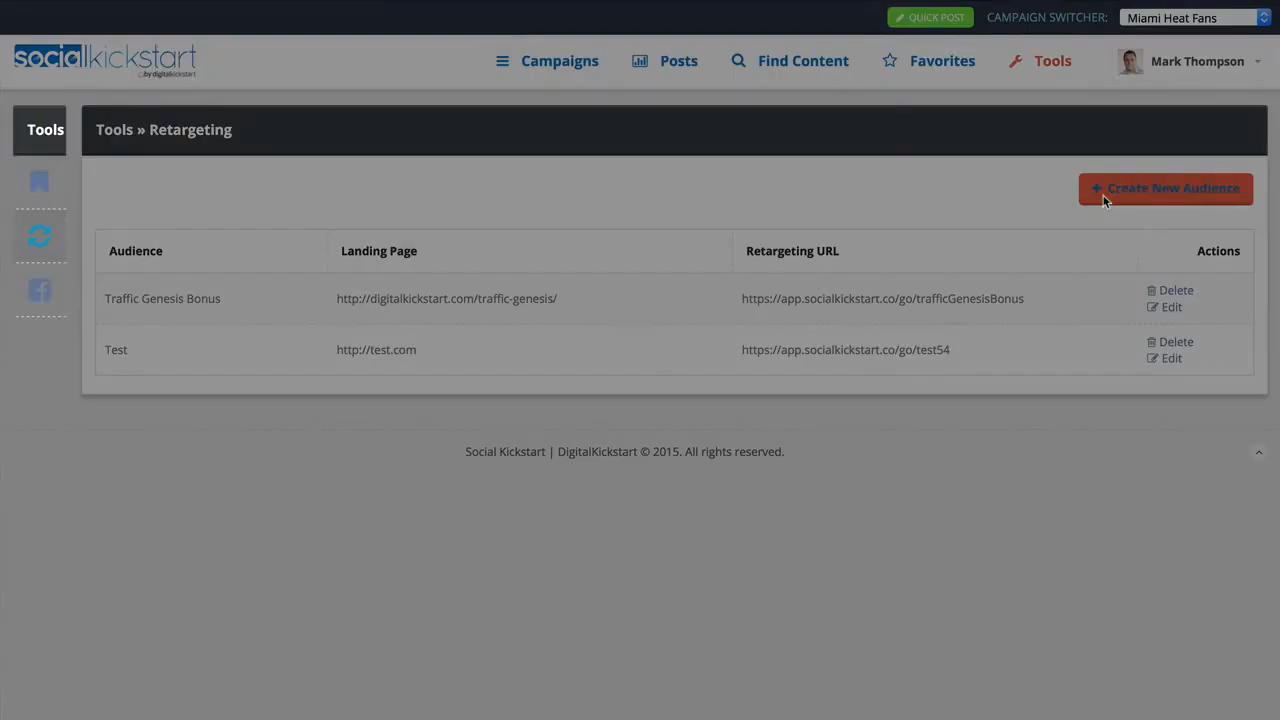 QUICK POST CAMPAIGN SWITCHER: Miami Heat Fans
socialkickstart
by digitalkickstart
Campaigns Posts Find Content Favorites Tools Mark Thompson
Tools
Tools » Retargeting
+ Create New Audience
Audience Landing Page Retargeting URL Actions
Traffic Genesis Bonus http://digitalkickstart.com/traffic-genesis/ https://app.socialkickstart.co/go/trafficGenesisBonus Delete
Edit
Test http://test.com https://app.socialkickstart.co/go/test54 Delete
Edit
Social Kickstart | DigitalKickstart © 2015. All rights reserved.